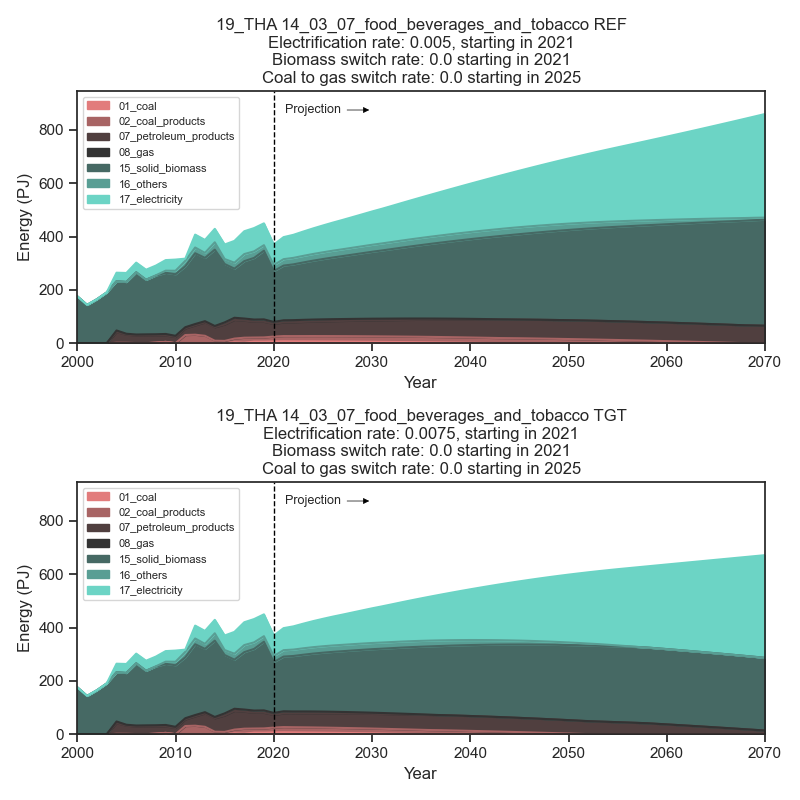 19_THA 14_03_07_food_beverages_and_tobacco REF
Electrification rate: 0.005, starting in 2021
Biomass switch rate: 0.0 starting in 2021
Coal to gas switch rate: 0.0 starting in 2025
01_coal
02_coal_products
07_petroleum_products
08_gas
15_solid_biomass
16_others
17_electricity
Projection
Energy (PJ)
800
600
400
200
0
2000 2010 2020 2030 2040 2050 2060 2070
Year
19_THA 14_03_07_food_beverages_and_tobacco TGT
Electrification rate: 0.0075, starting in 2021
Biomass switch rate: 0.0 starting in 2021
Coal to gas switch rate: 0.0 starting in 2025
01_coal
02_coal_products
07_petroleum_products
08_gas
15_solid_biomass
16_others
17_electricity
Projection
Energy (PJ)
800
600
400
200
0
2000 2010 2020 2030 2040 2050 2060 2070
Year